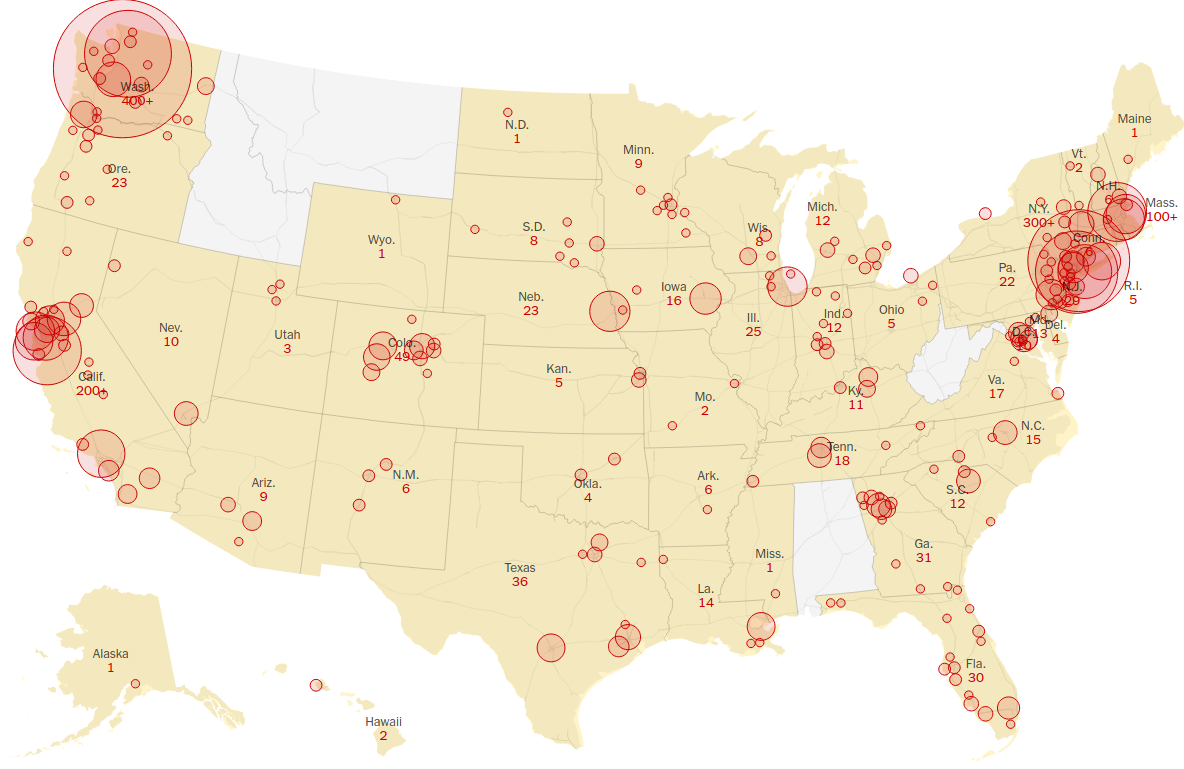 Wash.
400+
Ore.
23
Calif.
200+
Nev.
10
Utah
3
Ariz.
9
Wyo.
1
Colo.
49
N.M.
6
N.D.
1
S.D.
8
Neb.
23
Kan.
5
Okla.
4
Texas
36
Minn.
9
Iowa
16
Mo.
2
Ark.
6
La.
14
Wis.
8
Ill.
25
Mich.
12
Ind.
12
Ohio
5
Ky.
11
Tenn.
18
Miss.
1
Ga.
31
Fla.
30
S.C.
12
N.C.
15
Va.
17
D.C.
Md.
13
Del.
4
Pa.
22
N.J.
29
N.Y.
300+
Conn.
R.I.
5
Mass.
100+
N.H.
6
Vt.
2
Maine
1
Alaska
1
Hawaii
2